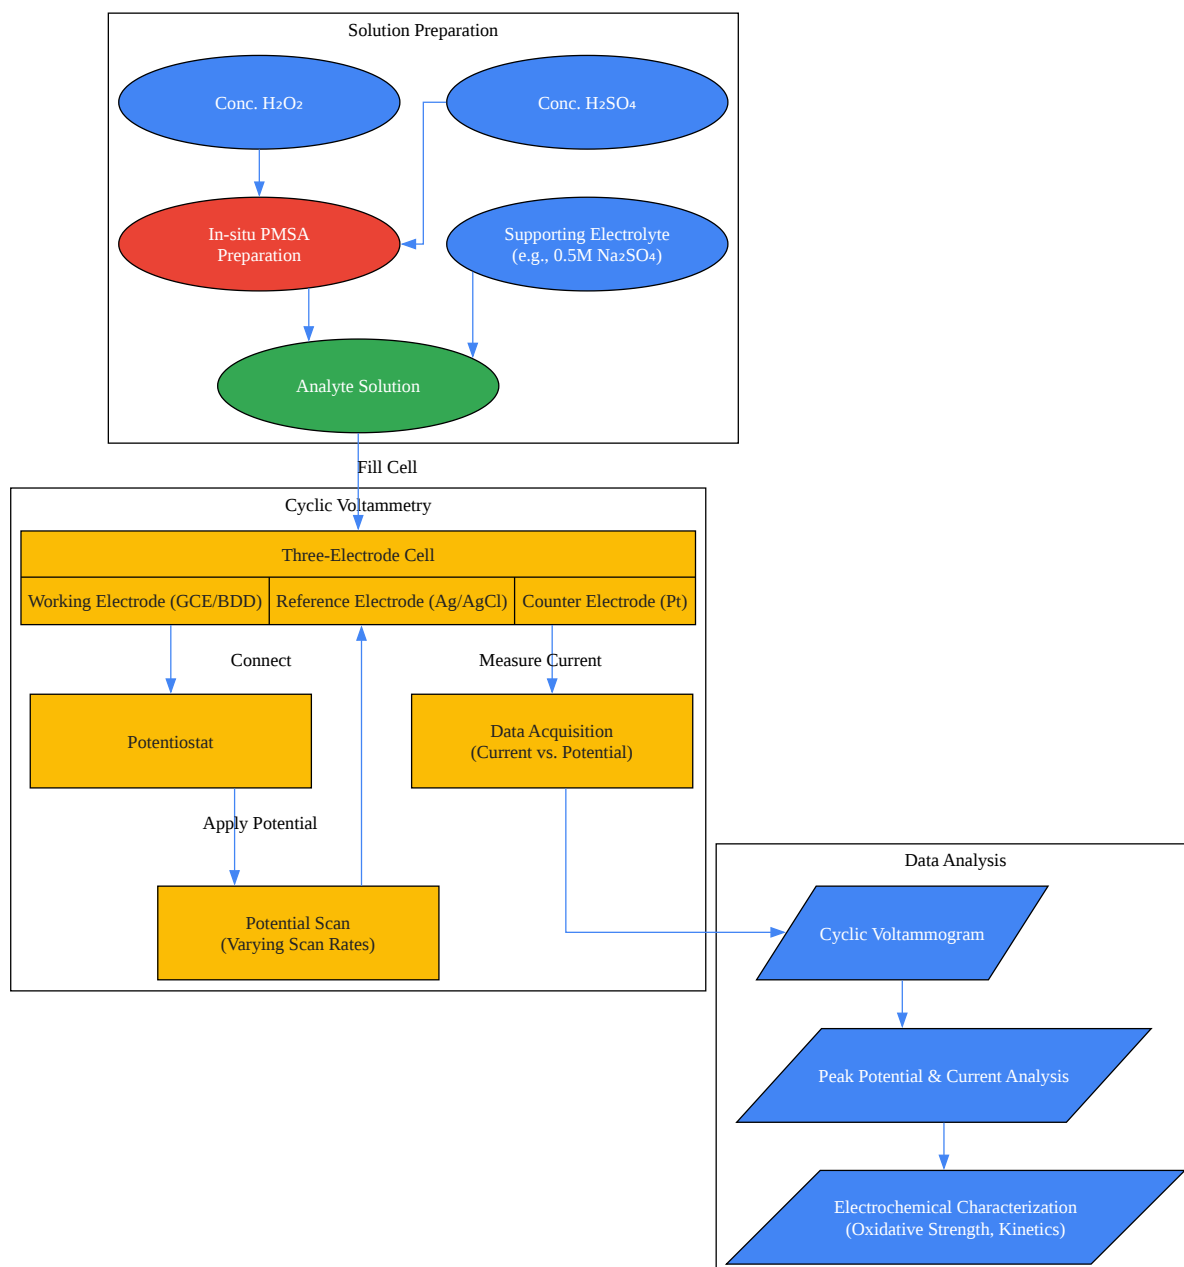 Solution Preparation
Conc. H₂O₂
Conc. H₂SO₄
In-situ PMSA
Preparation
Supporting Electrolyte
(e.g., 0.5M Na₂SO₄)
Analyte Solution
Fill Cell
Cyclic Voltammetry
Three-Electrode Cell
Working Electrode (GCE/BDD)
Reference Electrode (Ag/AgCl)
Counter Electrode (Pt)
Connect
Measure Current
Potentiostat
Data Acquisition
(Current vs. Potential)
Apply Potential
Potential Scan
(Varying Scan Rates)
Data Analysis
Cyclic Voltammogram
Peak Potential & Current Analysis
Electrochemical Characterization
(Oxidative Strength, Kinetics)